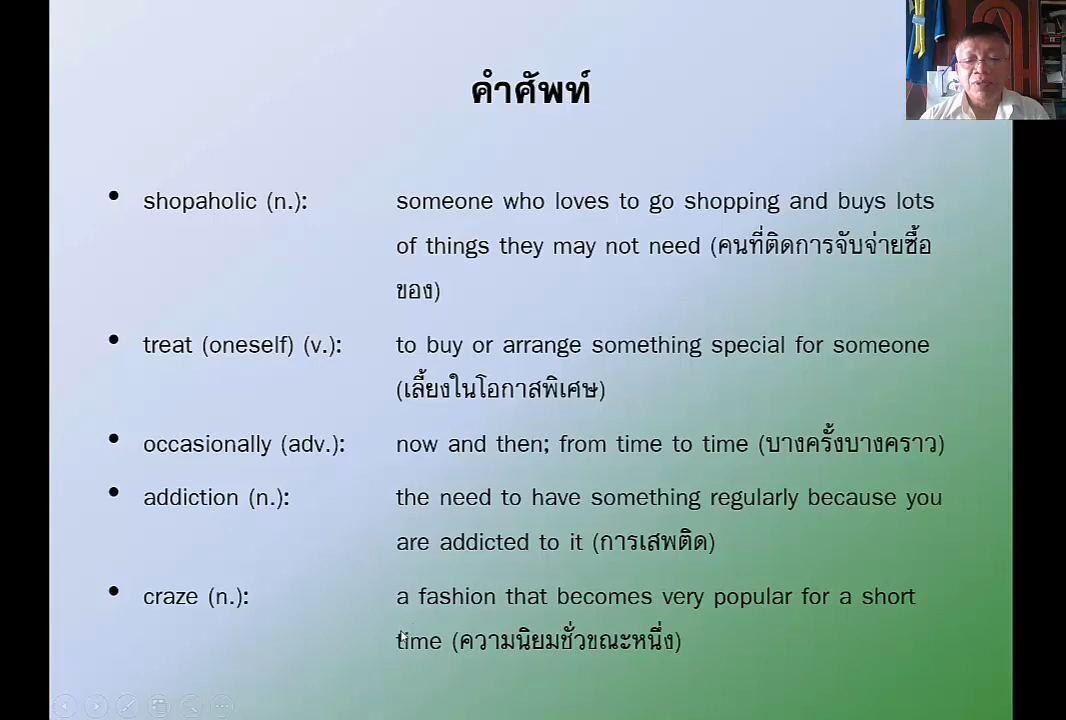 คำศัพท์
• shopaholic (n.): someone who loves to go shopping and buys lots
of things they may not need (คนที่ติดการจับจ่ายซื้อ
ของ)
• treat (oneself) (v.): to buy or arrange something special for someone
(เลี้ยงในโอกาสพิเศษ)
• occasionally (adv.): now and then; from time to time (บางครั้งบางคราว)
• addiction (n.): the need to have something regularly because you
are addicted to it (การเสพติด)
• craze (n.): a fashion that becomes very popular for a short
time (ความนิยมชั่วขณะหนึ่ง)